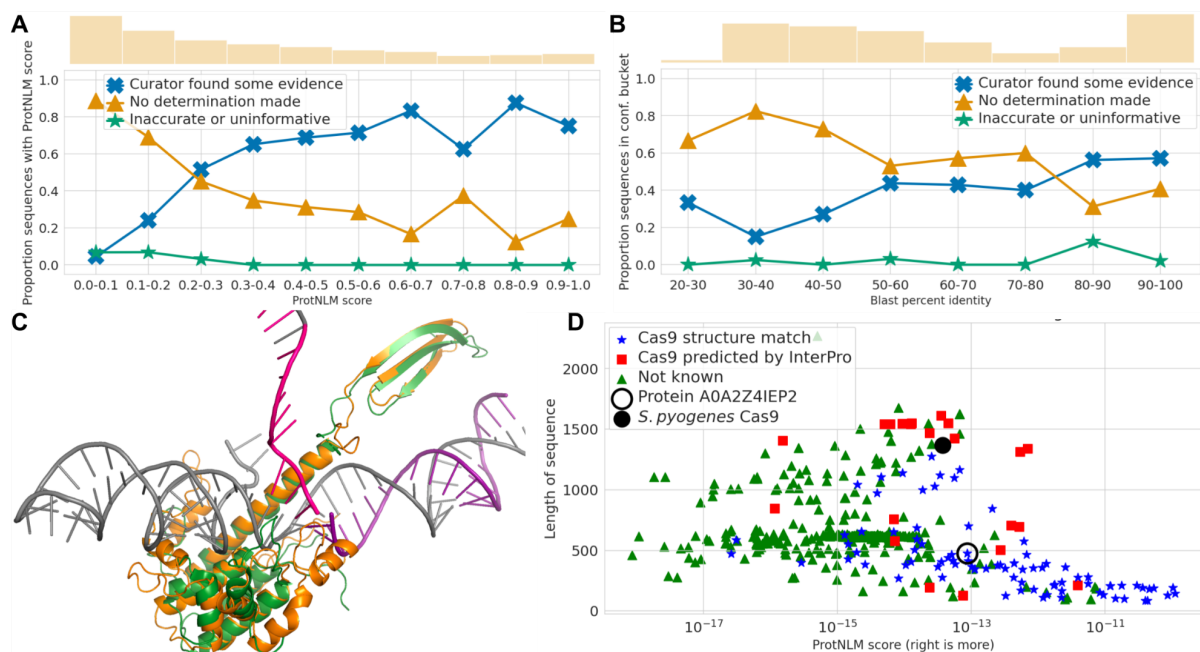 A
Proportion sequences with ProtNLM score
1.0
0.8
0.6
0.4
0.2
0.0
Curator found some evidence
No determination made
Inaccurate or uninformative
0.0-0.1 0.1-0.2 0.2-0.3 0.3-0.4 0.4-0.5 0.5-0.6 0.6-0.7 0.7-0.8 0.8-0.9 0.9-1.0
ProtNLM score
B
Proportion sequences in conf. bucket
1.0
0.8
0.6
0.4
0.2
0.0
Curator found some evidence
No determination made
Inaccurate or uninformative
20-30 30-40 40-50 50-60 60-70 70-80 80-90 90-100
Blast percent identity
C
D
Length of sequence
2000
1500
1000
500
0
Cas9 structure match
Cas9 predicted by InterPro
Not known
Protein A0A2Z4IEP2
S.pyogenes Cas9
10⁻¹⁷ 10⁻¹⁵ 10⁻¹³ 10⁻¹¹
ProtNLM score (right is more)